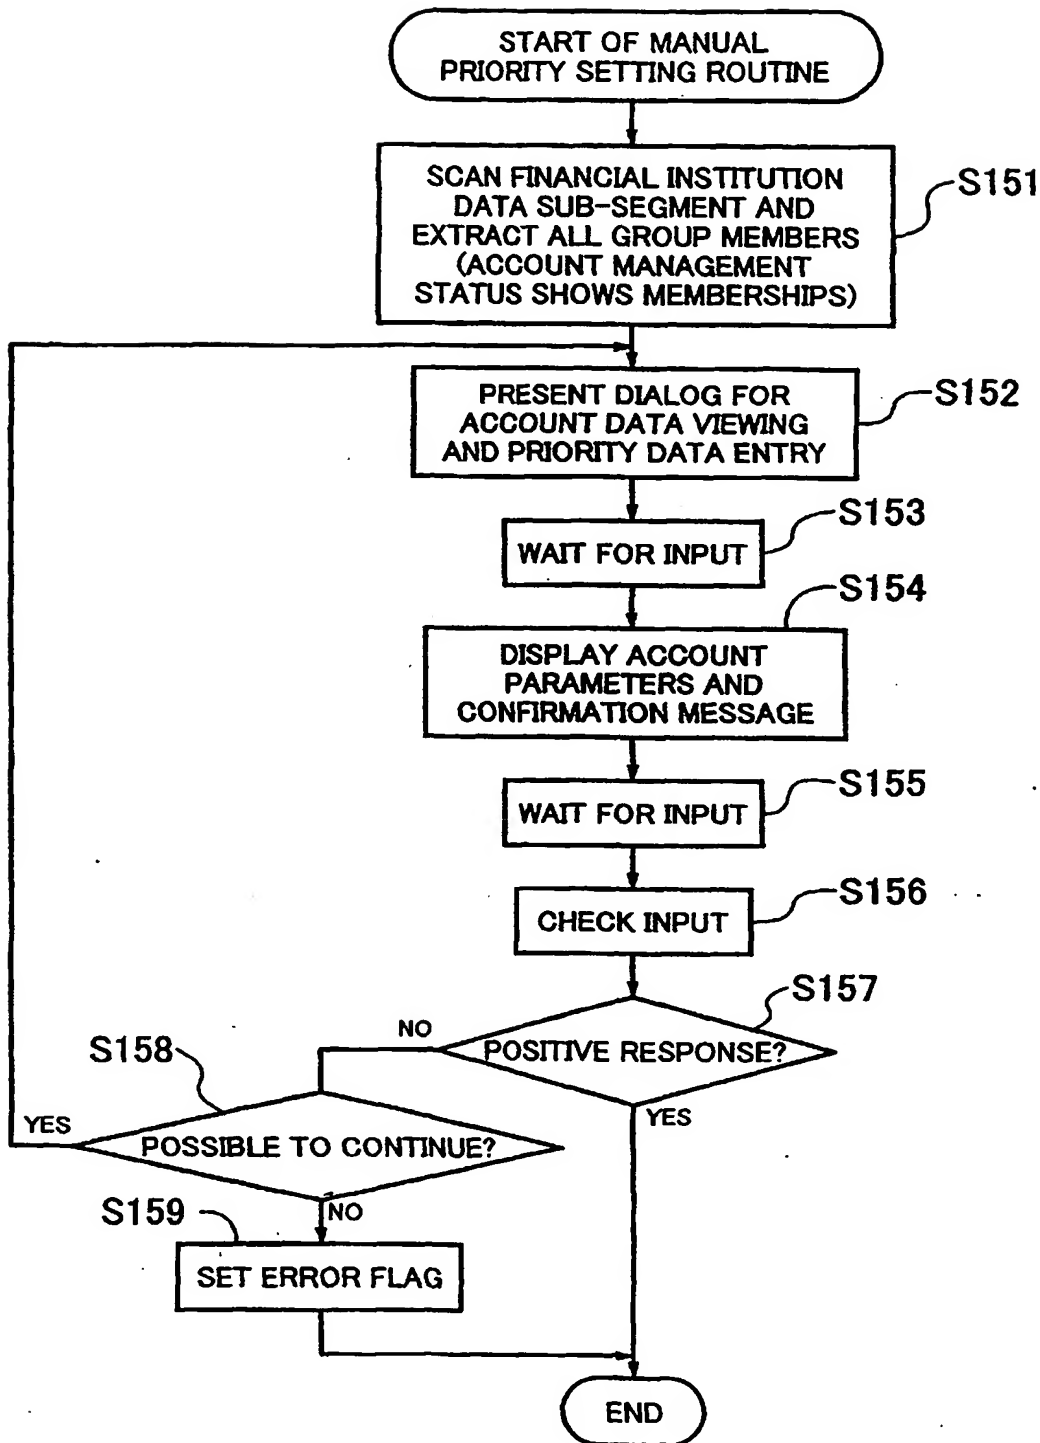 START OF MANUAL
PRIORITY SETTING ROUTINE
SCAN FINANCIAL INSTITUTION
DATA SUB-SEGMENT AND
EXTRACT ALL GROUP MEMBERS
(ACCOUNT MANAGEMENT
STATUS SHOWS MEMBERSHIPS)
S151
PRESENT DIALOG FOR
ACCOUNT DATA VIEWING
AND PRIORITY DATA ENTRY
S152
S153
WAIT FOR INPUT
S154
DISPLAY ACCOUNT
PARAMETERS AND
CONFIRMATION MESSAGE
S155
WAIT FOR INPUT
S156
CHECK INPUT
S157
NO
POSITIVE RESPONSE?
S158
YES
YES
POSSIBLE TO CONTINUE?
S159
NO
SET ERROR FLAG
END